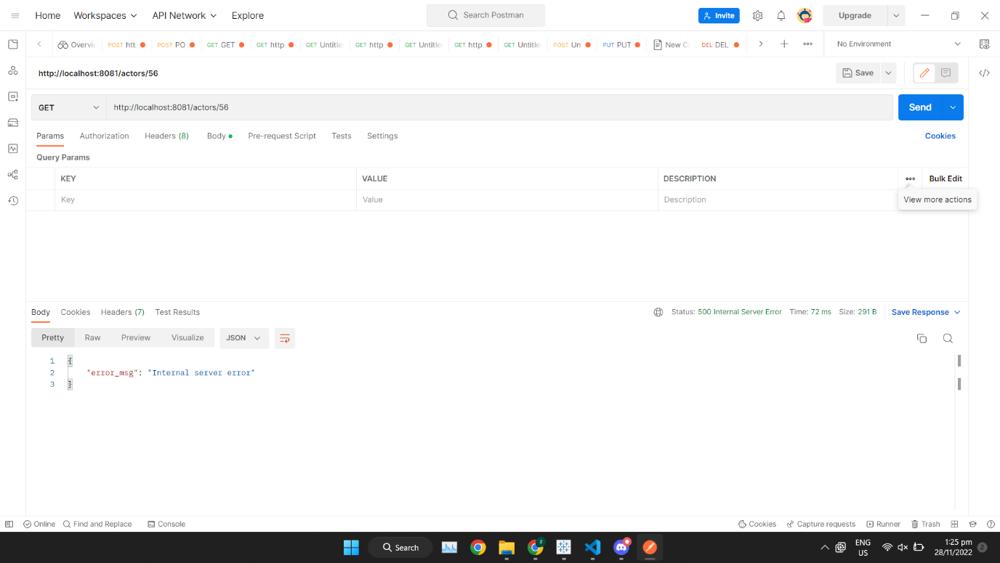 Home Workspaces API Network Explore Search Postman Invite Upgrade
Overvie POST htt POST PO GET GET GET http GET Untitle GET http GET Untitle GET http GET Untitle POST Un PUT PUT New Co DEL DEL No Environment
http://localhost:8081/actors/56 Save
GET http://localhost:8081/actors/56 Send
Params Authorization Headers (8) Body Pre-request Script Tests Settings Cookies
Query Params
KEY VALUE DESCRIPTION Bulk Edit
Key Value Description View more actions
Body Cookies Headers (7) Test Results Status: 500 Internal Server Error Time: 72 ms Size: 291 B Save Response
Pretty Raw Preview Visualize JSON
1 {
2 "error_msg": "Internal server error"
3 }
Online Find and Replace Console Cookies Capture requests Runner Trash
Search z ENG US 1:25 pm 28/11/2022 2